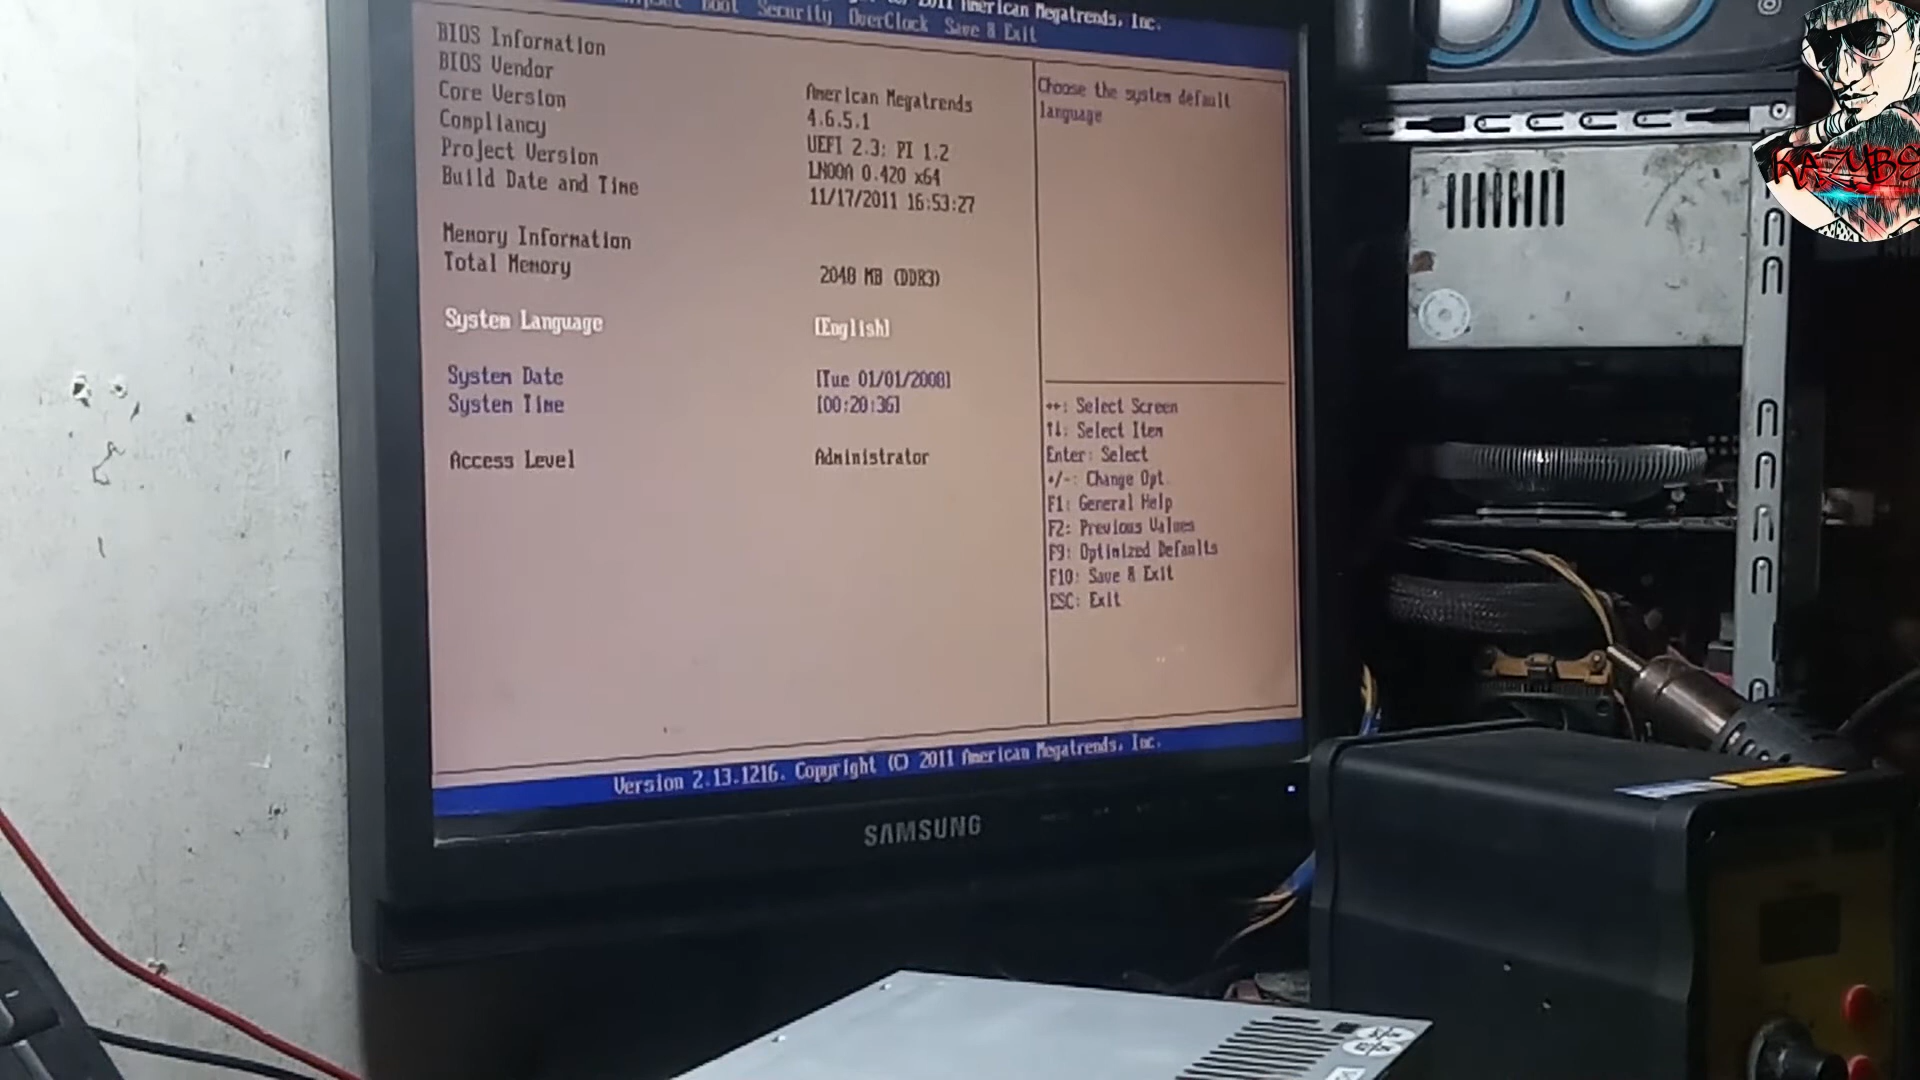 2011 American Megatrends, Inc.
Boot Security OverClock Save & Exit
BIOS Information
BIOS Vendor American Megatrends
Core Version 4.6.5.1
Compliancy UEFI 2.3; PI 1.2
Project Version LN00A 0.420 x64
Build Date and Time 11/17/2011 16:53:27
Memory Information
Total Memory 2048 MB (DDR3)
System Language [English]
System Date [Tue 01/01/2008]
System Time [00:20:36]
Access Level Administrator
Choose the system default
language
Select Screen
↑↓: Select Item
Enter: Select
+/-: Change Opt.
F1: General Help
F2: Previous Values
F9: Optimized Defaults
F10: Save & Exit
ESC: Exit
Version 2.13.1216. Copyright (C) 2011 American Megatrends, Inc.
SAMSUNG